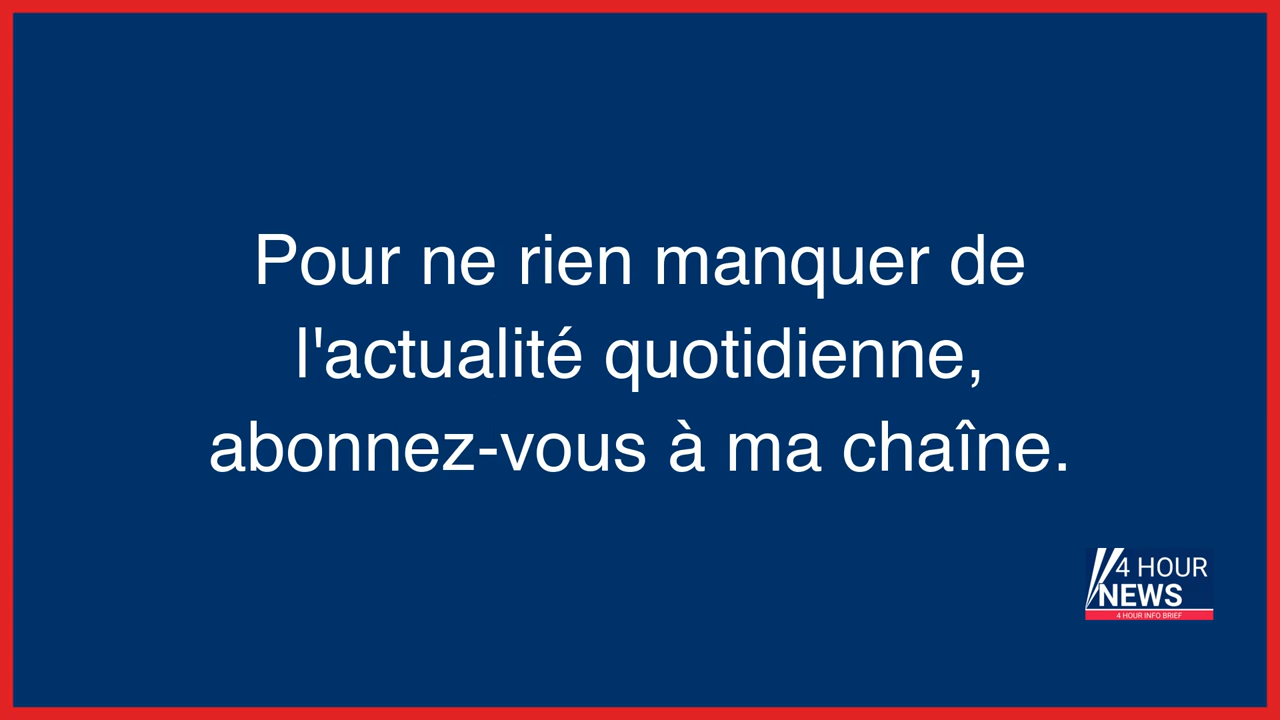 Pour ne rien manquer de
l'actualité quotidienne,
abonnez-vous à ma chaîne.
4 HOUR
NEWS
4 HOUR INFO BRIEF